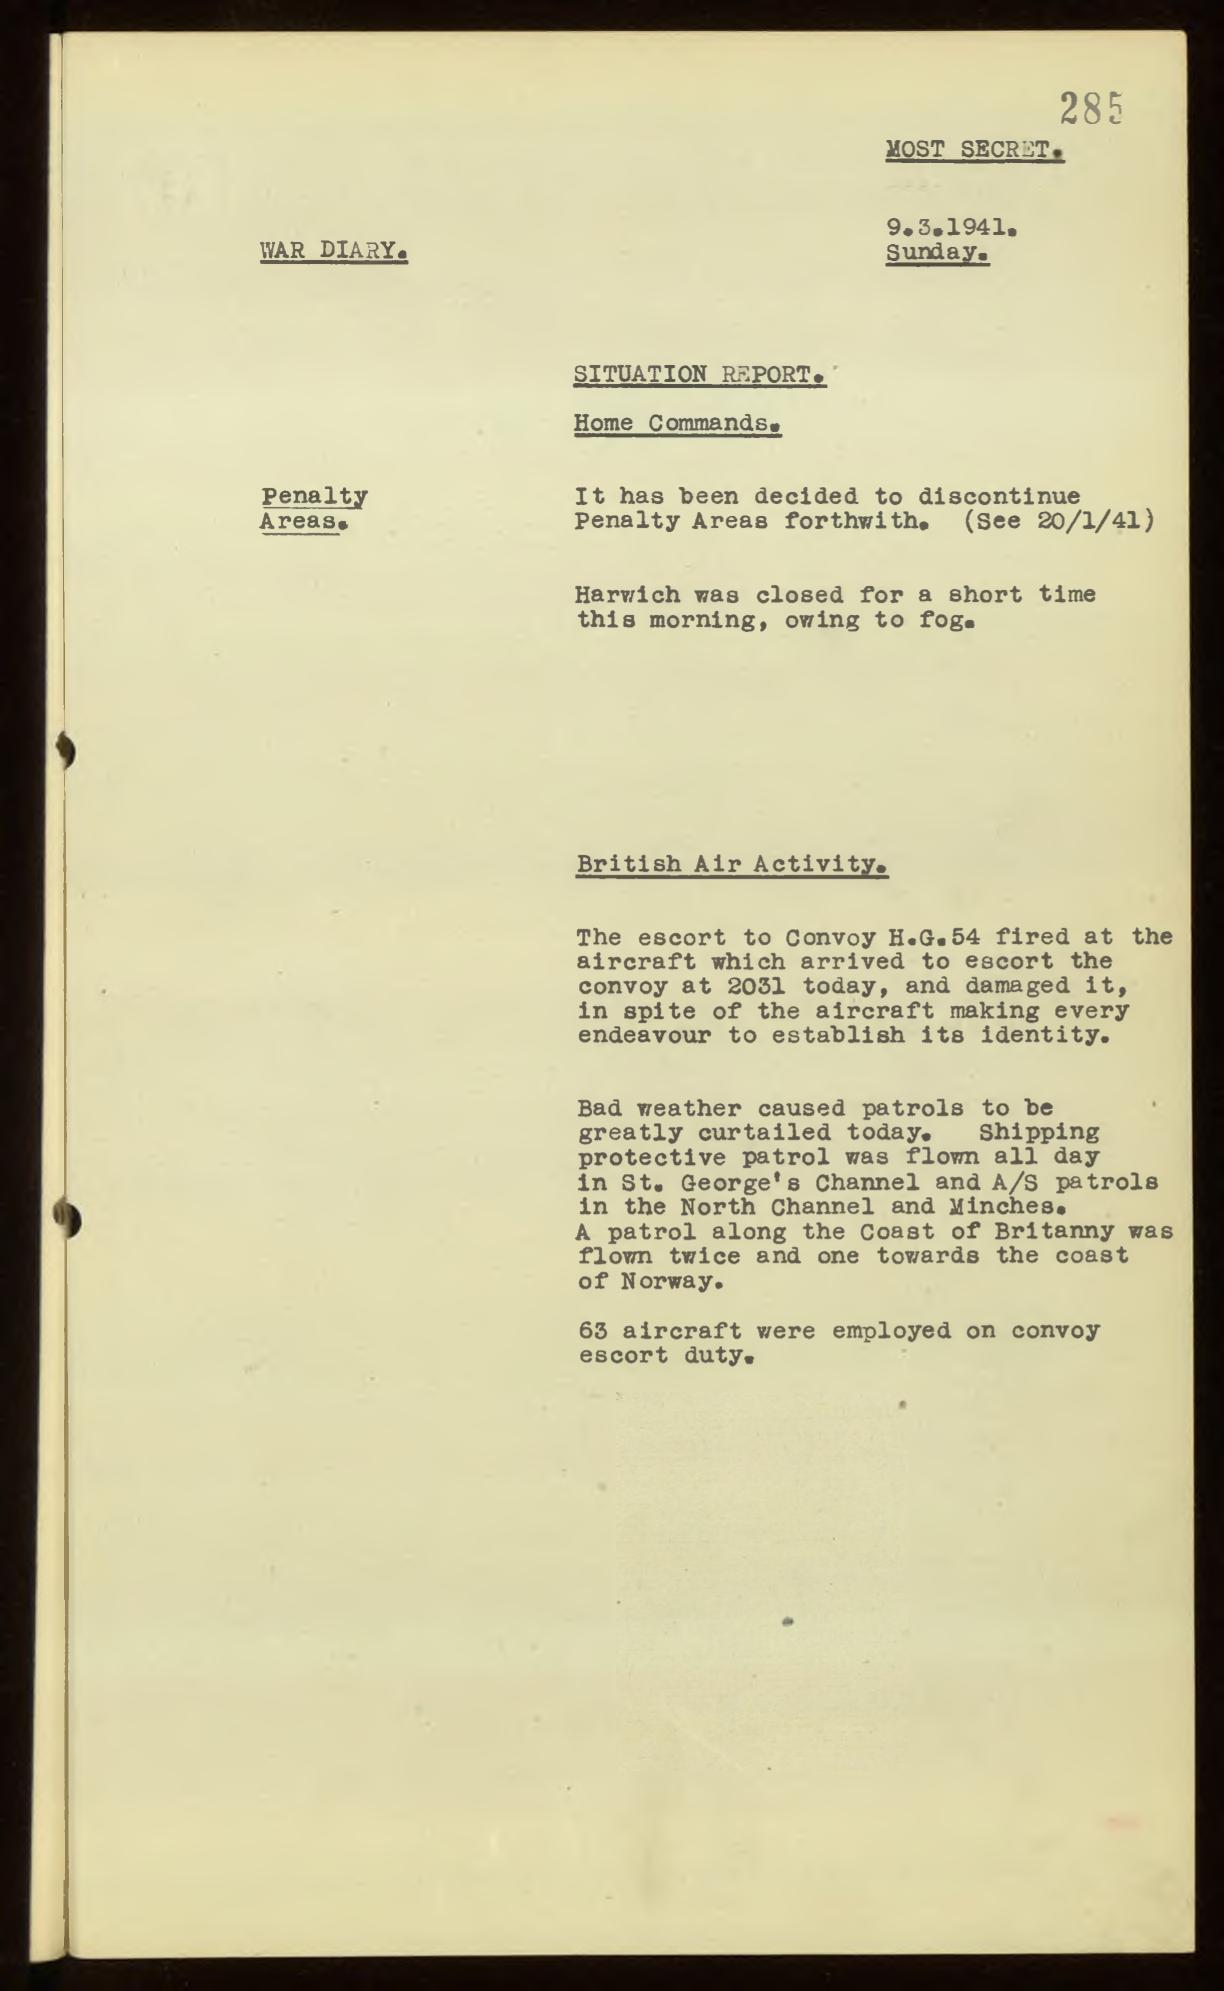 285
MOST SECRET.
9.3.1941.
Sunday.
WAR DIARY.
SITUATION REPORT.
Home Commands.
Penalty
Areas.
It has been decided to discontinue
Penalty Areas forthwith. (See 20/1/41)
Harwich was closed for a short time
this morning, owing to fog.
British Air Activity.
The escort to Convoy H.G.54 fired at the
aircraft which arrived to escort the
convoy at 2031 today, and damaged it,
in spite of the aircraft making every
endeavour to establish its identity.
Bad weather caused patrols to be
greatly curtailed today. Shipping
protective patrol was flown all day
in St. George's Channel and A/S patrols
in the North Channel and Minches.
A patrol along the Coast of Britanny was
flown twice and one towards the coast
of Norway.
63 aircraft were employed on convoy
escort duty.